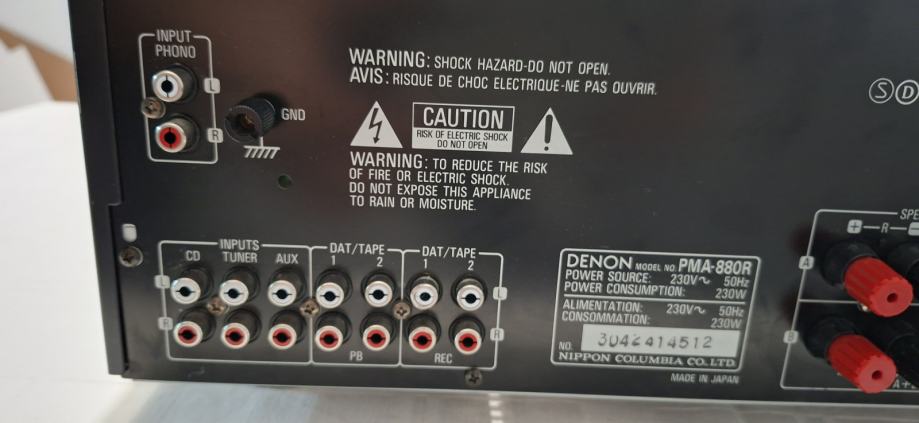 INPUT
PHONO
L
R
GND
WARNING: SHOCK HAZARD-DO NOT OPEN.
AVIS: RISQUE DE CHOC ELECTRIQUE-NE PAS OUVRIR.
CAUTION
RISK OF ELECTRIC SHOCK
DO NOT OPEN
WARNING: TO REDUCE THE RISK
OF FIRE OR ELECTRIC SHOCK.
DO NOT EXPOSE THIS APPLIANCE
TO RAIN OR MOISTURE.
S D
INPUTS
CD TUNER AUX
DAT/TAPE
1 2
DAT/TAPE
1 2
L L
R R
PB REC
DENON MODEL NO. PMA-880R
POWER SOURCE: 230V~ 50Hz
POWER CONSUMPTION: 230W
ALIMENTATION: 230V~ 50Hz
CONSOMMATION: 230W
NO. 3042414512
NIPPON COLUMBIA CO. LTD.
MADE IN JAPAN
+ R -
A
B